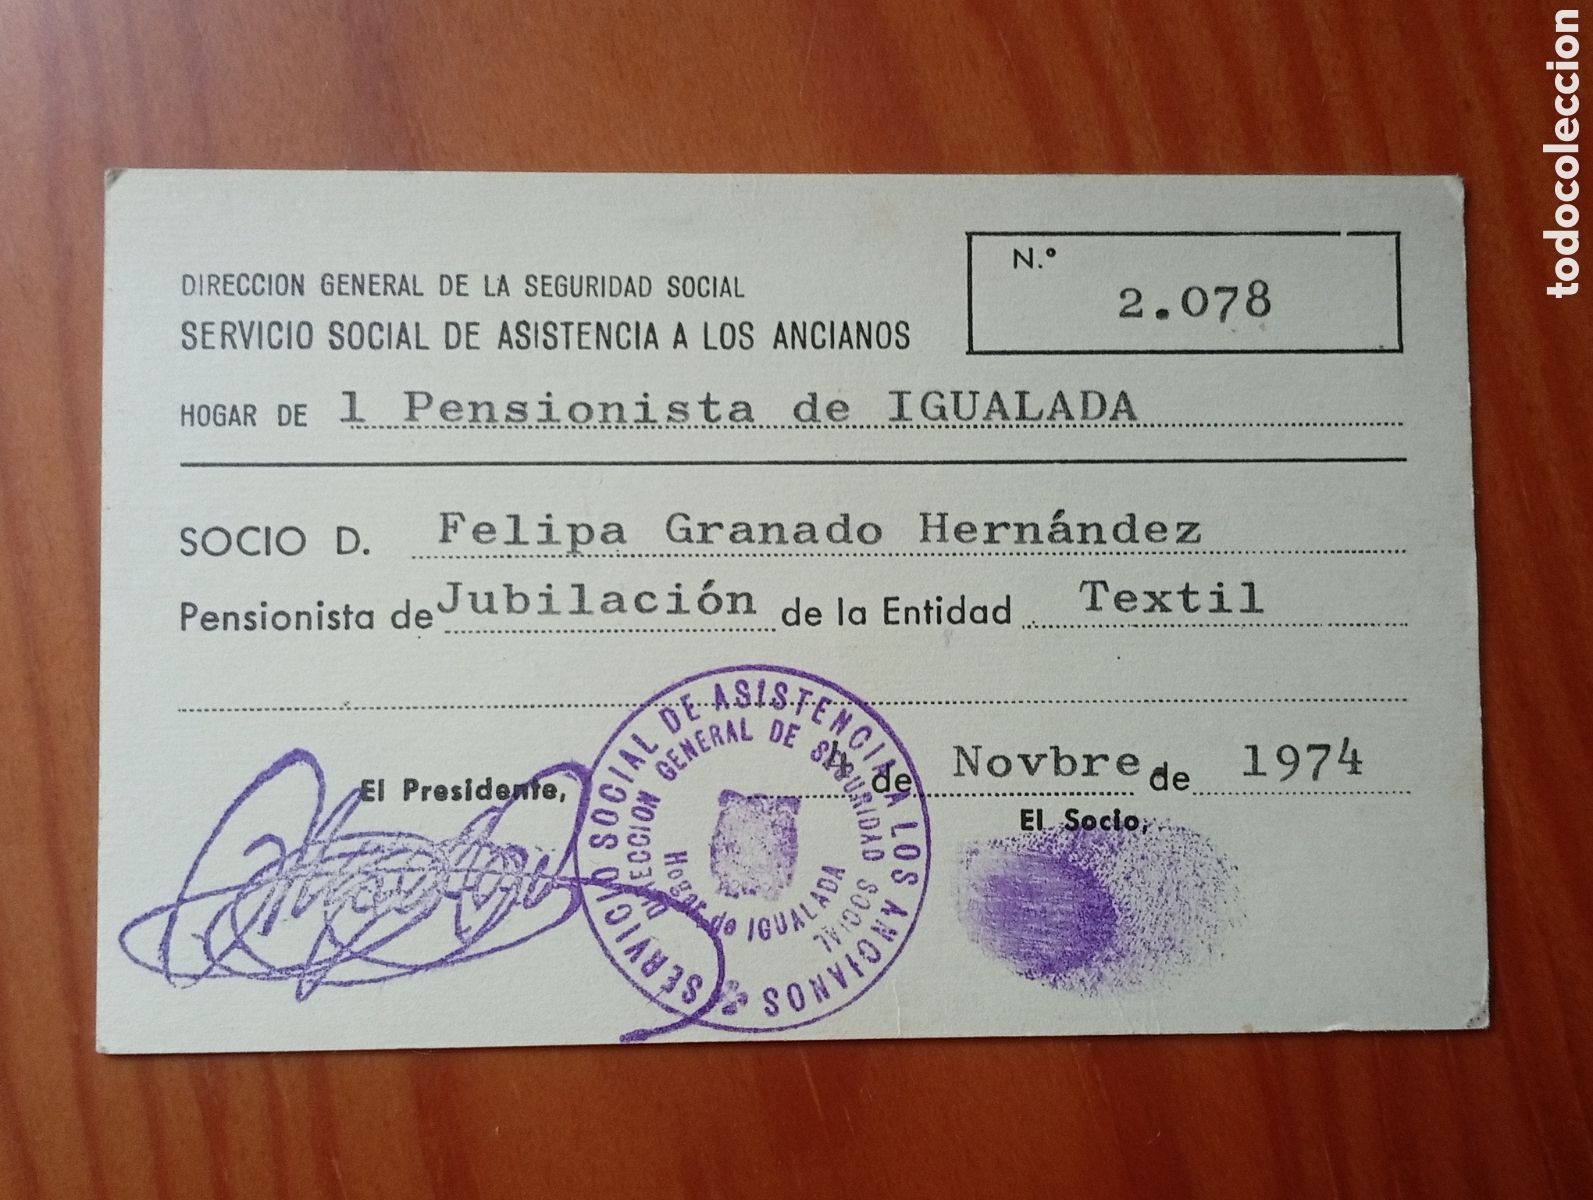 todocoleccion
N.º
2.078
DIRECCION GENERAL DE LA SEGURIDAD SOCIAL
SERVICIO SOCIAL DE ASISTENCIA A LOS ANCIANOS
HOGAR DE l Pensionista de IGUALADA
SOCIO D. Felipa Granado Hernández
Pensionista de Jubilación de la Entidad Textil
4 de Novbre de 1974
El Presidente,
El Socio,
SERVICIO SOCIAL DE ASISTENCIA A LOS ANCIANOS
DIRECCION GENERAL DE SEGURIDAD SOCIAL
Hogar de IGUALADA